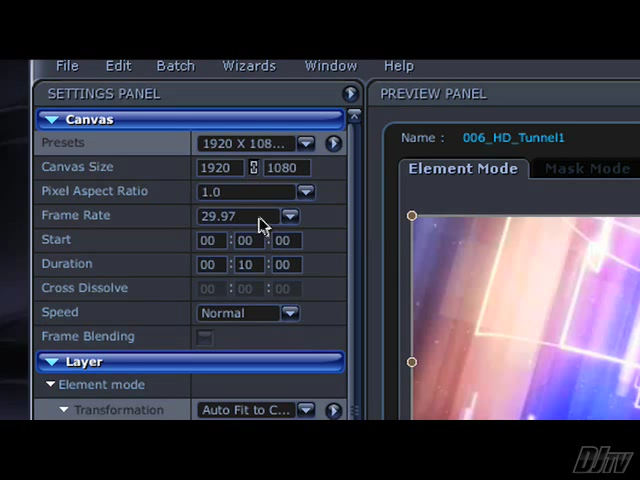 File Edit Batch Wizards Window Help
SETTINGS PANEL
PREVIEW PANEL
Canvas
Name : 006_HD_Tunnel1
Presets 1920 X 108...
Canvas Size 1920 1080
Element Mode Mask Mode
Pixel Aspect Ratio 1.0
Frame Rate 29.97
Start 00 : 00 : 00
Duration 00 : 10 : 00
Cross Dissolve 00 : 00 : 00
Speed Normal
Frame Blending
Layer
Element mode
Transformation Auto Fit to C...
DJTV